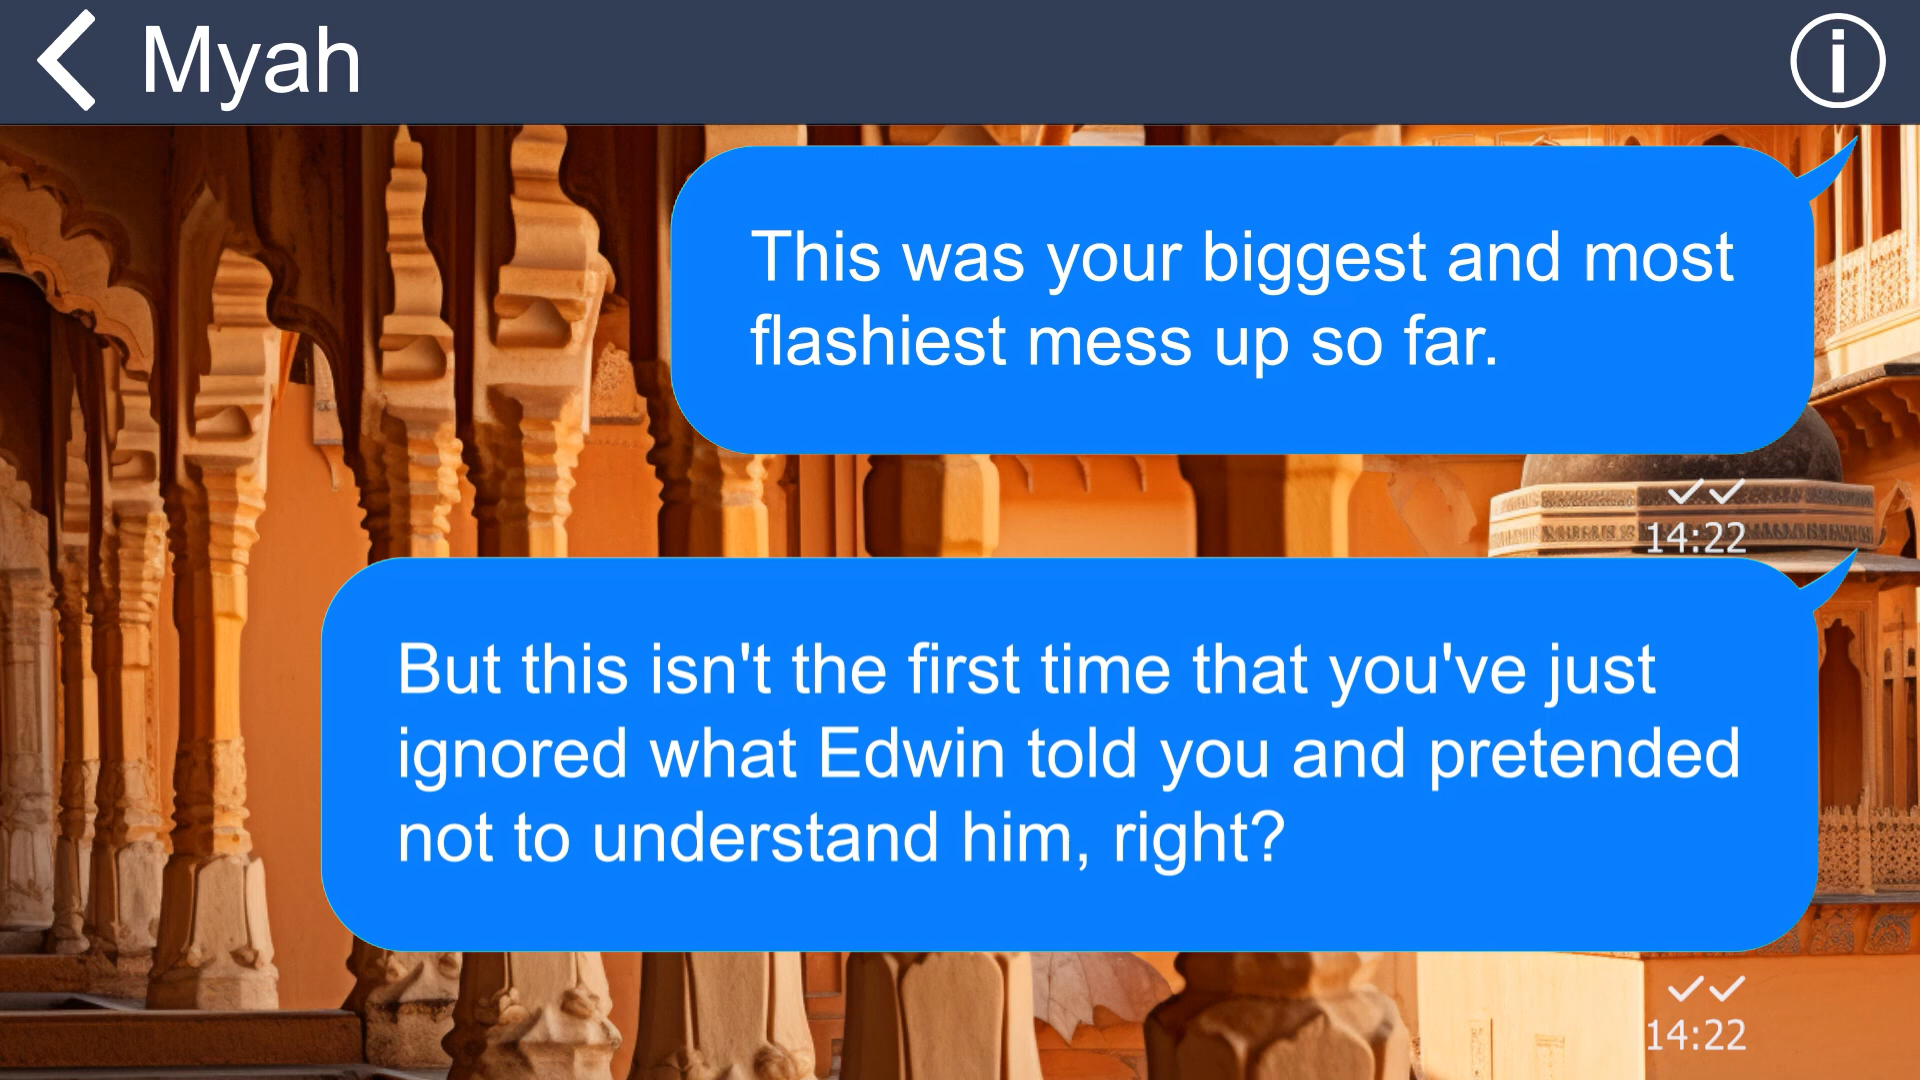 Myah
This was your biggest and most
flashiest mess up so far.
14:22
But this isn't the first time that you've just
ignored what Edwin told you and pretended
not to understand him, right?
14:22